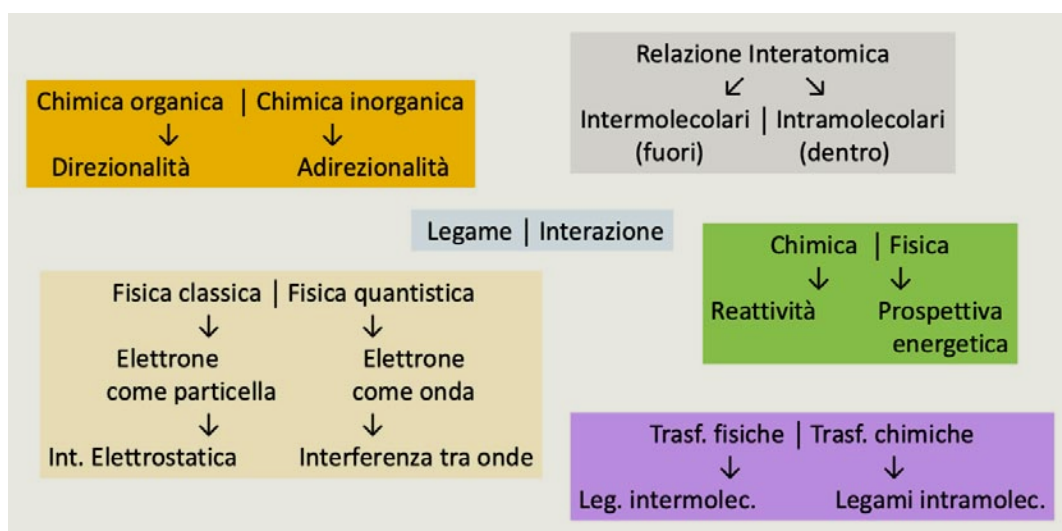 Chimica organica | Chimica inorganica
↓ ↓
Direzionalità Adirezionalità
Relazione Interatomica
↙ ↘
Intermolecolari | Intramolecolari
(fuori) (dentro)
Legame | Interazione
Fisica classica | Fisica quantistica
↓ ↓
Elettrone Elettrone
come particella come onda
↓ ↓
Int. Elettrostatica Interferenza tra onde
Chimica | Fisica
↓ ↓
Reattività Prospettiva
energetica
Trasf. fisiche | Trasf. chimiche
↓ ↓
Leg. intermolec. Legami intramolec.